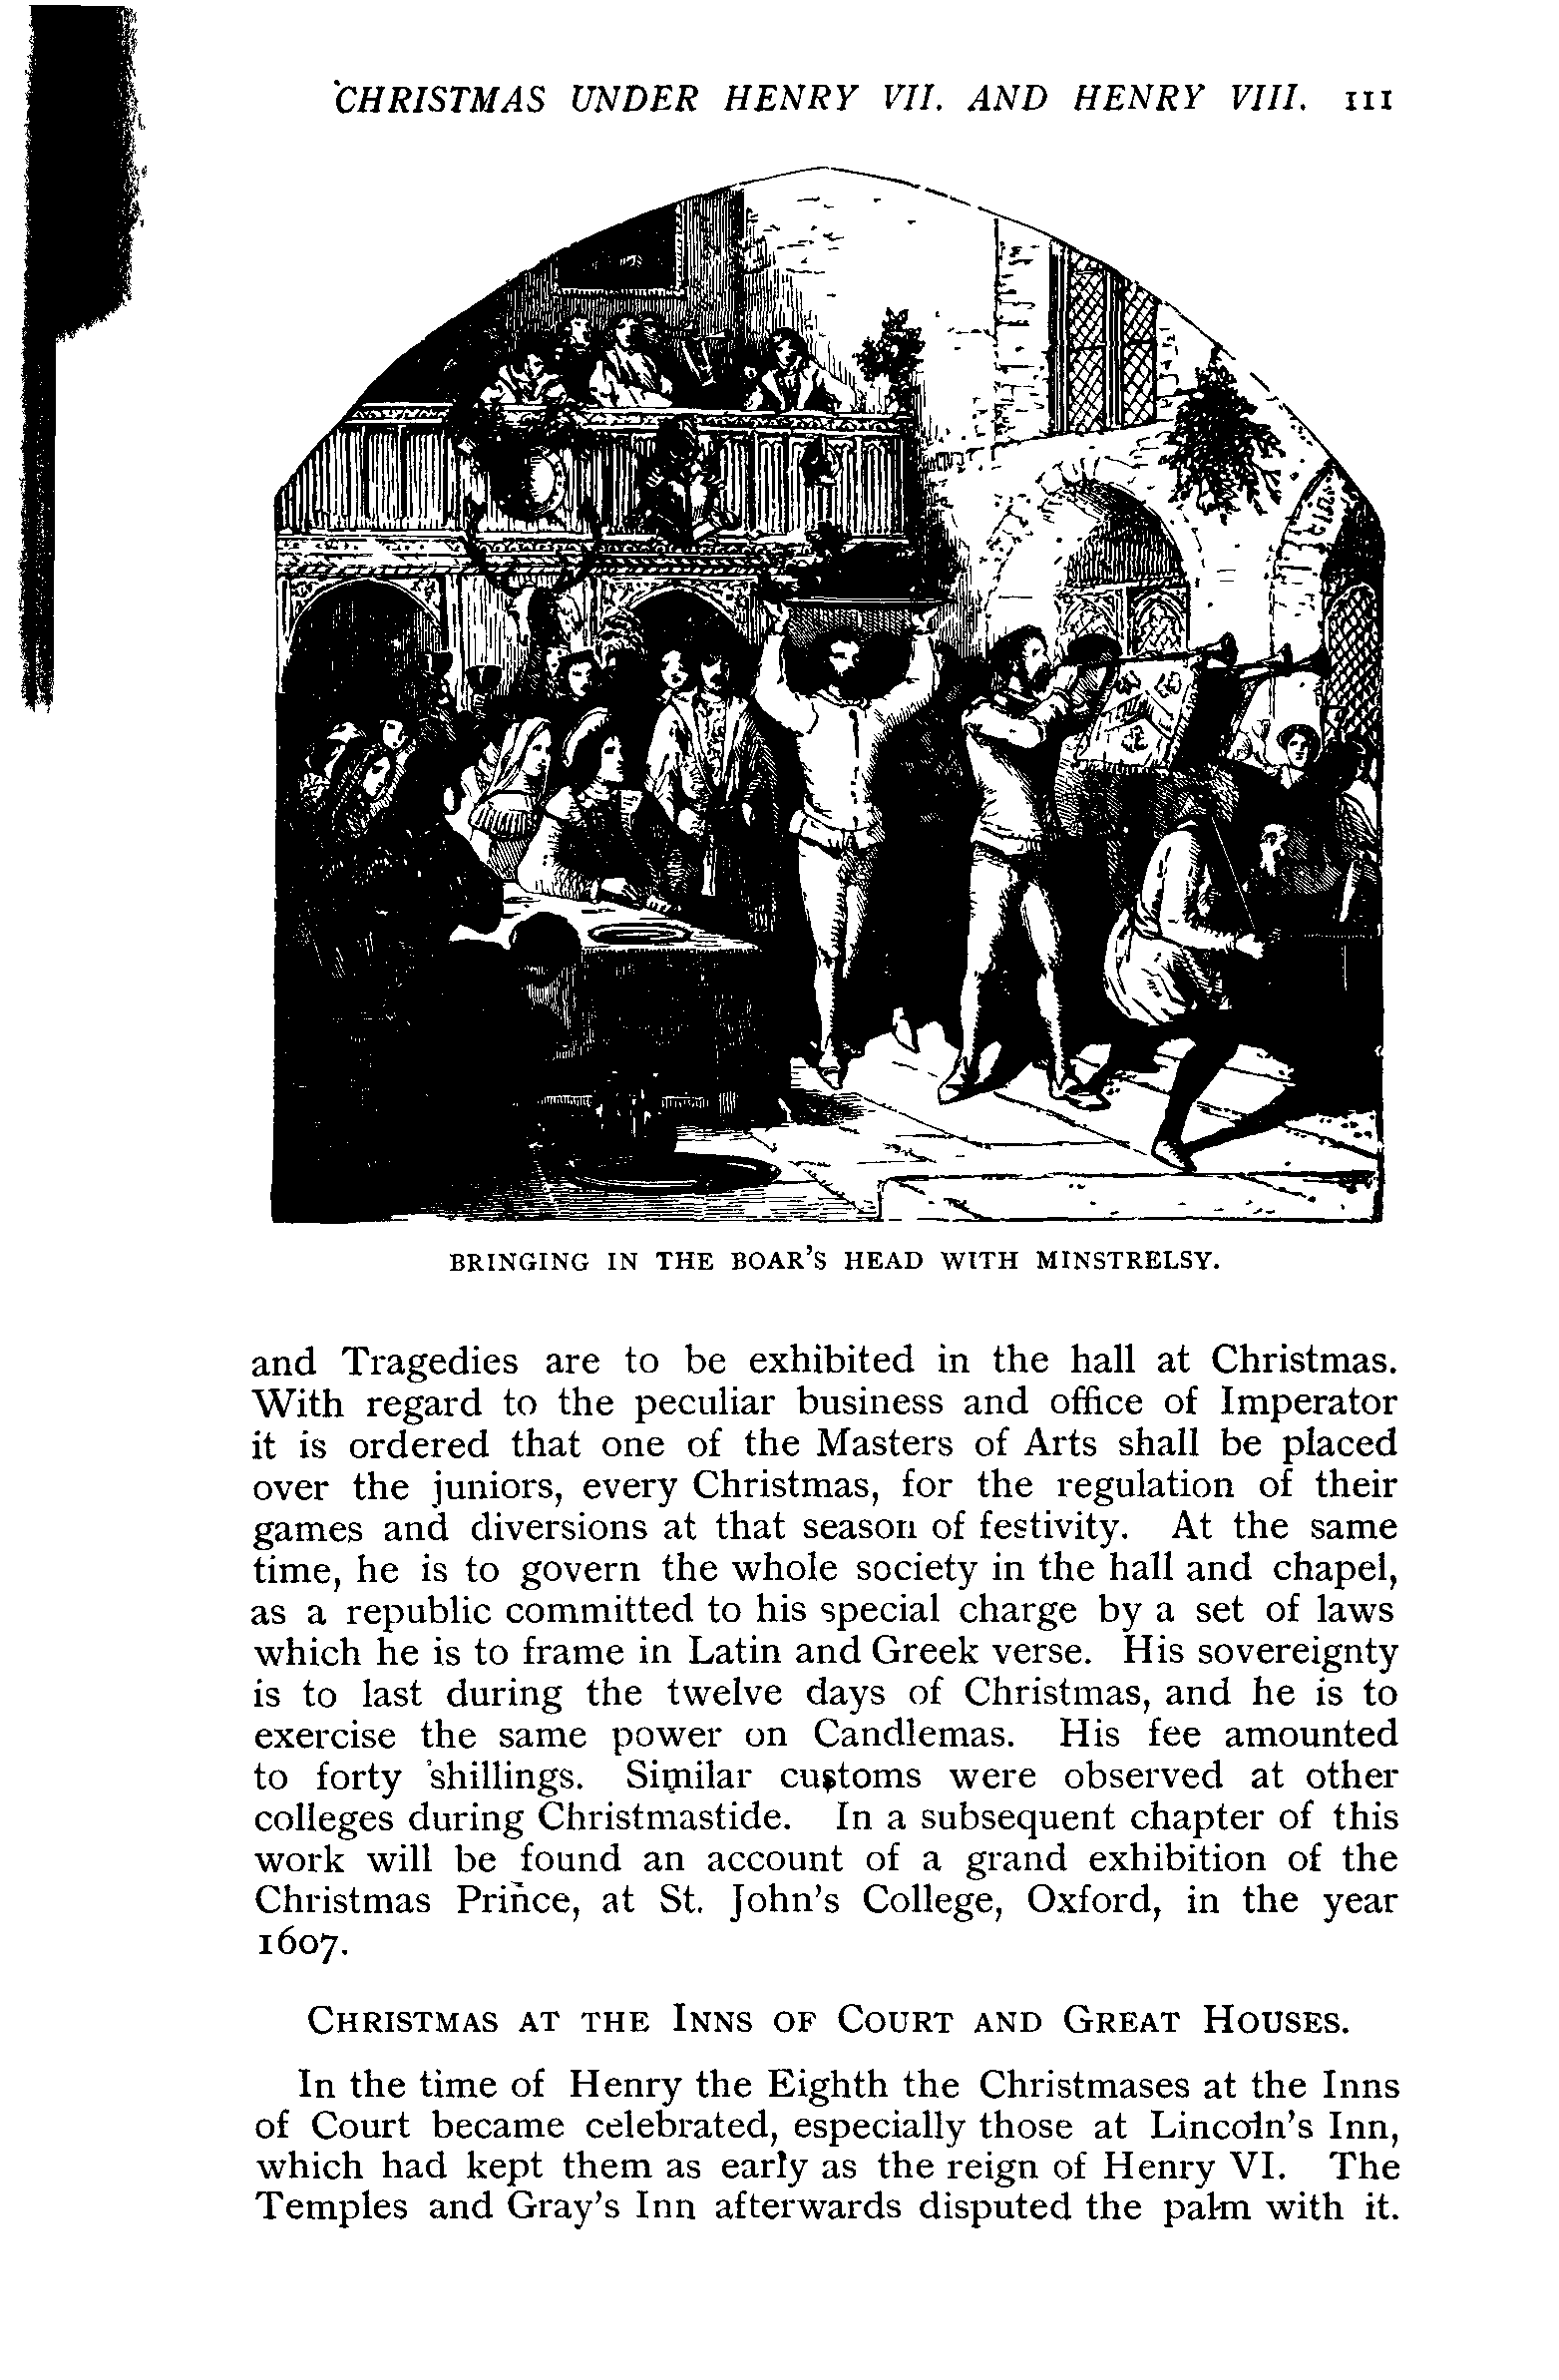 CHRISTMAS UNDER HENRY VII. AND HENRY VIII. 111
BRINGING IN THE BOAR'S HEAD WITH MINSTRELSY.
and Tragedies are to be exhibited in the hall at Christmas.
With regard to the peculiar business and office of Imperator
it is ordered that one of the Masters of Arts shall be placed
over the juniors, every Christmas, for the regulation of their
games and diversions at that season of festivity. At the same
time, he is to govern the whole society in the hall and chapel,
as a republic committed to his special charge by a set of laws
which he is to frame in Latin and Greek verse. His sovereignty
is to last during the twelve days of Christmas, and he is to
exercise the same power on Candlemas. His fee amounted
to forty shillings. Similar customs were observed at other
colleges during Christmastide. In a subsequent chapter of this
work will be found an account of a grand exhibition of the
Christmas Prince, at St. John's College, Oxford, in the year
1607.
CHRISTMAS AT THE INNS OF COURT AND GREAT HOUSES.
In the time of Henry the Eighth the Christmases at the Inns
of Court became celebrated, especially those at Lincoln's Inn,
which had kept them as early as the reign of Henry VI. The
Temples and Gray's Inn afterwards disputed the palm with it.